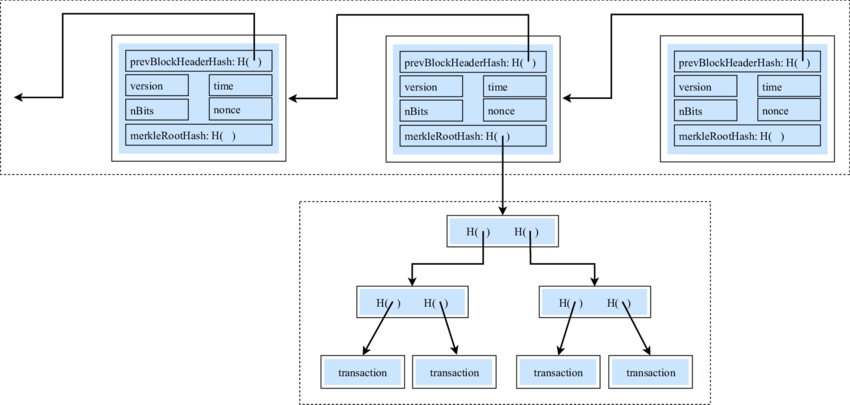 prevBlockHeaderHash: H( )
version time
nBits nonce
merkleRootHash: H( )
prevBlockHeaderHash: H( )
version time
nBits nonce
merkleRootHash: H( )
prevBlockHeaderHash: H( )
version time
nBits nonce
merkleRootHash: H( )
H( ) H( )
H( ) H( )
H( ) H( )
transaction
transaction
transaction
transaction